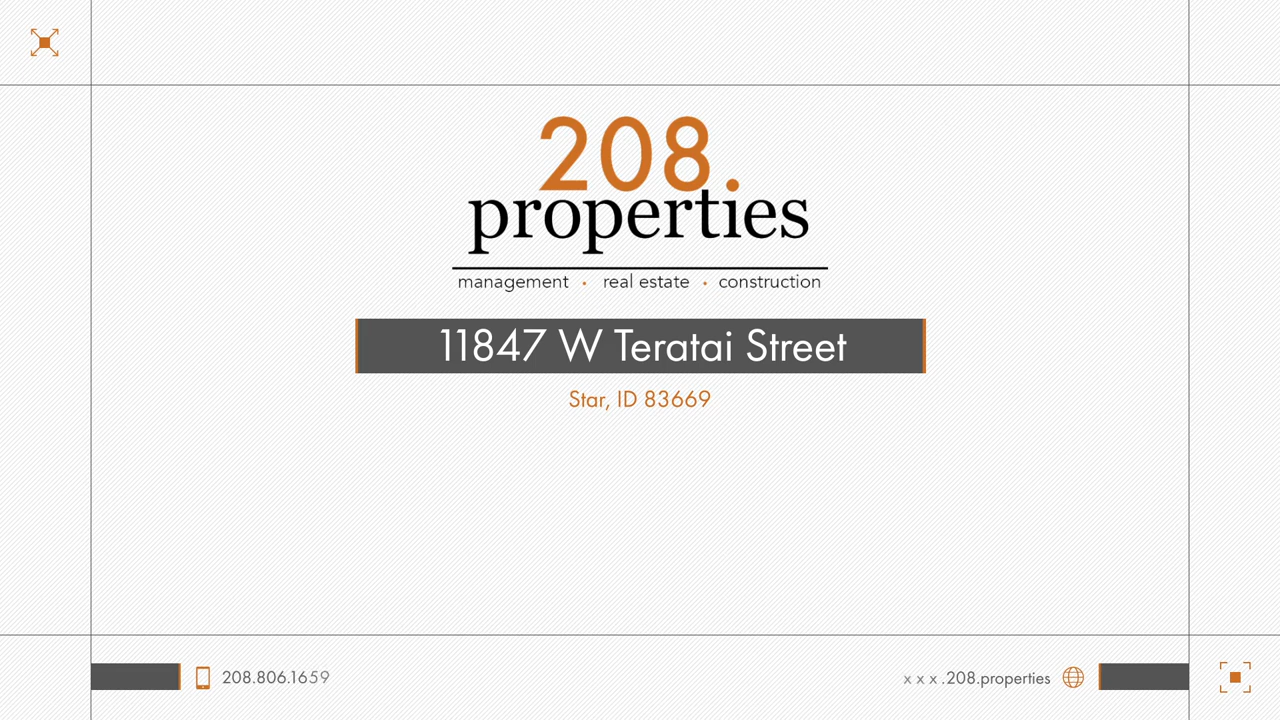 208.
properties
management • real estate • construction
11847 W Teratai Street
Star, ID 83669
208.806.1659
x x x .208.properties